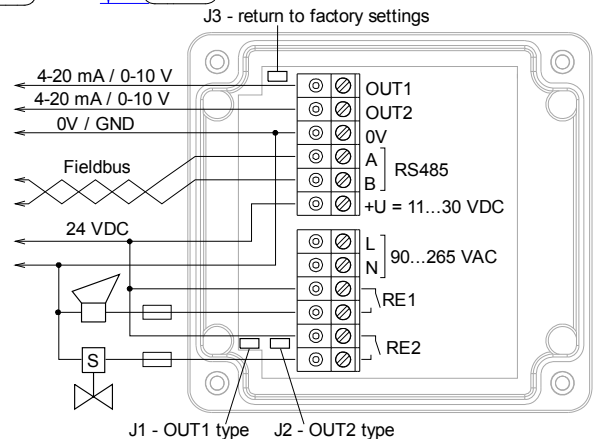 J3 - return to factory settings
4-20 mA / 0-10 V
OUT1
4-20 mA / 0-10 V
OUT2
0V / GND
0V
Fieldbus
A
RS485
B
+U = 11...30 VDC
24 VDC
L
90...265 VAC
N
RE1
RE2
S
J1 - OUT1 type
J2 - OUT2 type